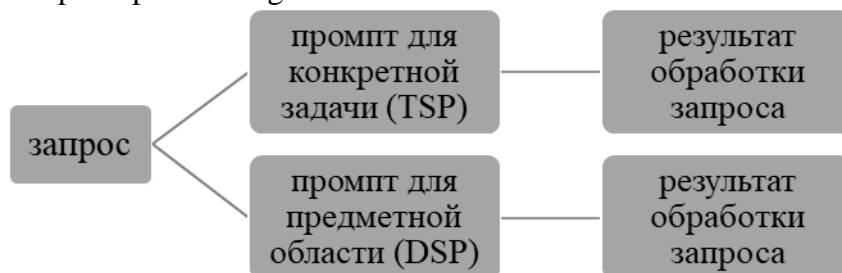 промпт для
конкретной
задачи (TSP)
результат
обработки
запроса
запрос
промпт для
предметной
области (DSP)
результат
обработки
запроса